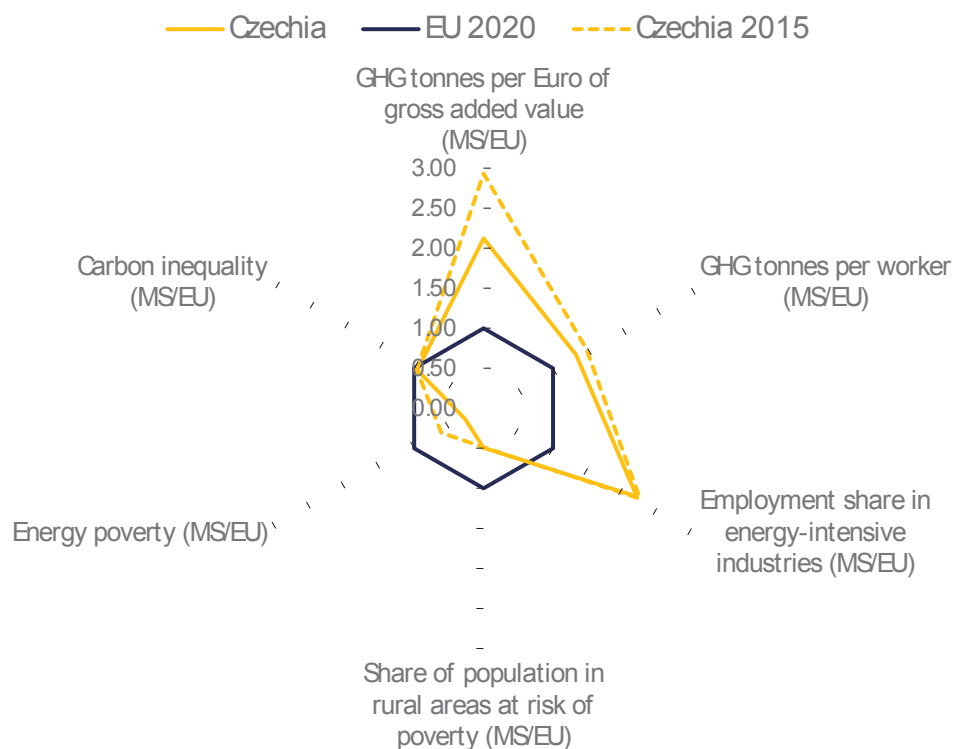 Czechia EU 2020 Czechia 2015
GHG tonnes per Euro of
gross added value
(MS/EU)
3.00
2.50
2.00
1.50
1.00
0.50
0.00
GHG tonnes per worker
(MS/EU)
Employment share in
energy-intensive
industries (MS/EU)
Share of population in
rural areas at risk of
poverty (MS/EU)
Energy poverty (MS/EU)
Carbon inequality
(MS/EU)